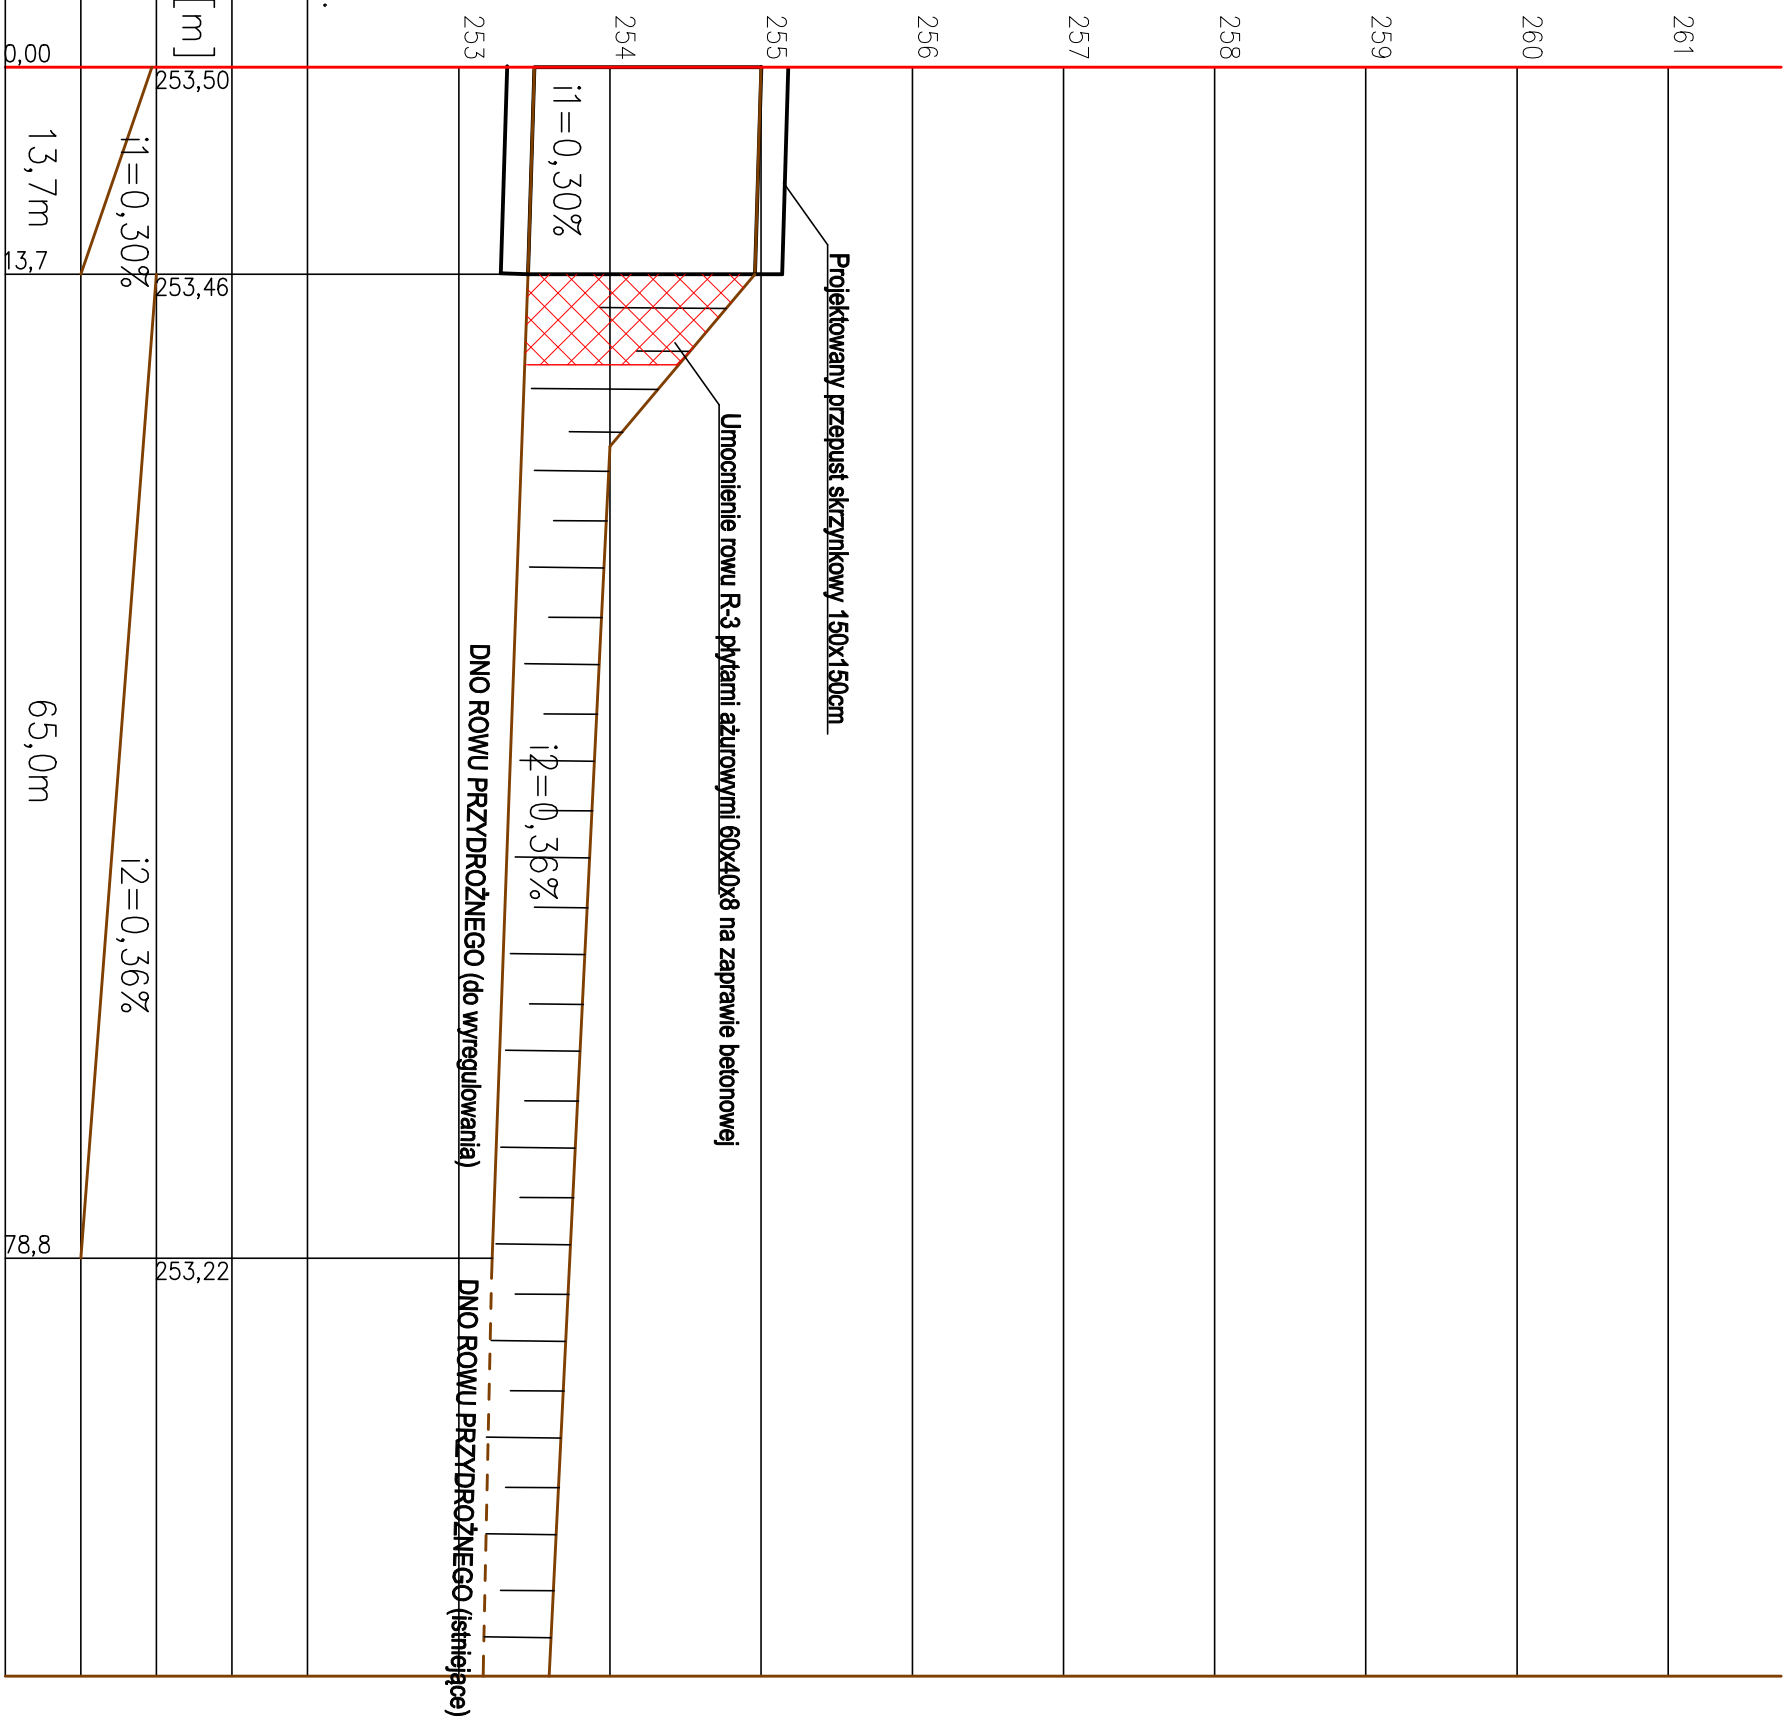 261
260
259
258
257
256
255
254
253
[m]
Projektowany przepust skrzynkowy 150x150cm
Umocnienie rowu R-3 płytami ażurowymi 60x40x8 na zaprawie betonowej
i1=0,30%
i2=0,36%
DNO ROWU PRZYDROŻNEGO (do wyregulowania)
DNO ROWU PRZYDROŻNEGO (istniejące)
253,50
253,46
253,22
i1=0,30%
i2=0,36%
0,00
13,7m
13,7
65,0m
78,8